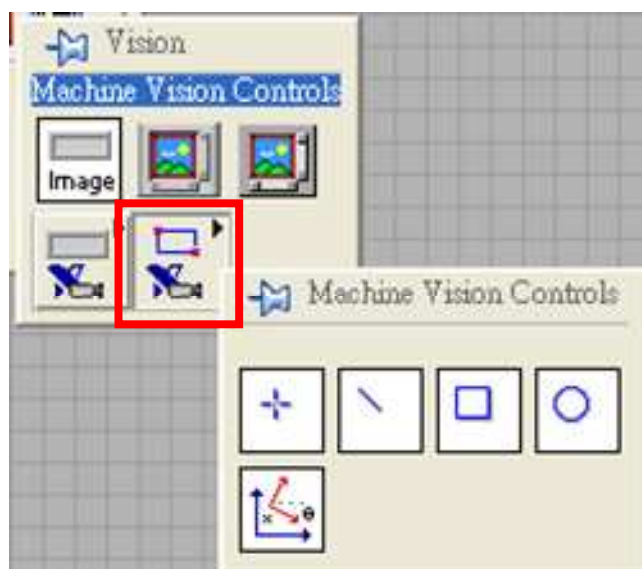 Vision
Machine Vision Controls
Image
Machine Vision Controls
x θ